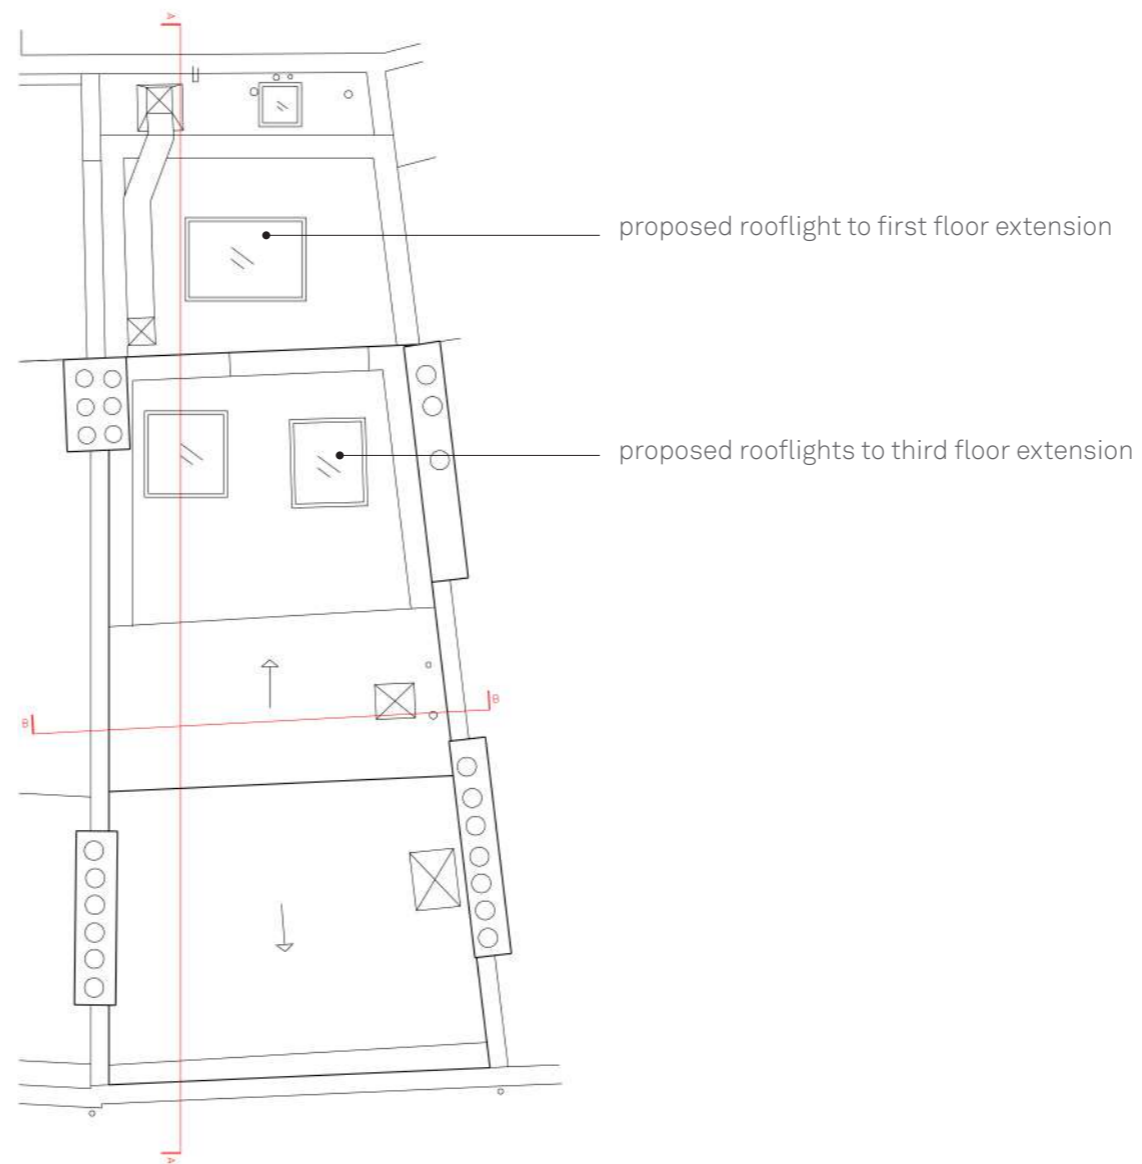 A
proposed rooflight to first floor extension
proposed rooflights to third floor extension
B
B
A